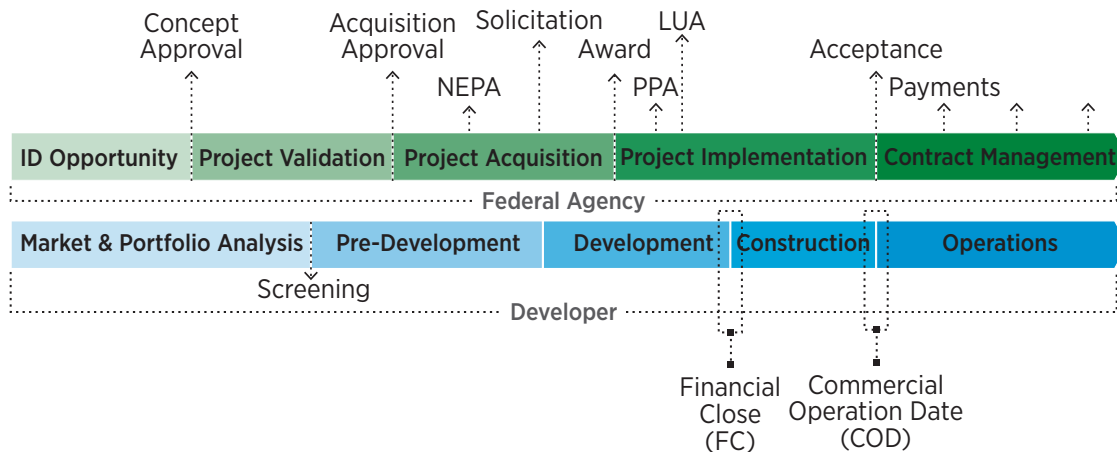 Concept
Approval
Acquisition
Approval
NEPA
Solicitation
Award
PPA
LUA
Acceptance
Payments
ID Opportunity
Project Validation
Project Acquisition
Project Implementation
Contract Management
Federal Agency
Market & Portfolio Analysis
Pre-Development
Development
Construction
Operations
Screening
Developer
Financial
Close
(FC)
Commercial
Operation Date
(COD)